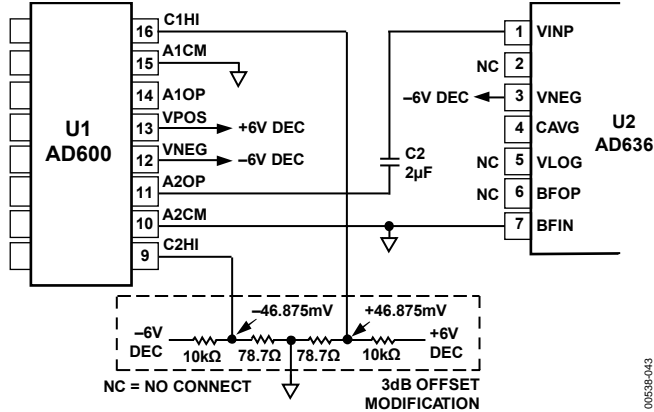 C1HI
16
A1CM
15
14 A1OP
VPOS
13
+6V DEC
VNEG
12
–6V DEC
A2OP
11
A2CM
10
C2HI
9
U1
AD600
C2
2µF
1 VINP
NC 2
–6V DEC 3 VNEG
4 CAVG
NC 5 VLOG
NC 6 BFOP
7 BFIN
U2
AD636
–46.875mV
+46.875mV
–6V
DEC
+6V
DEC
10kΩ
78.7Ω
78.7Ω
10kΩ
NC = NO CONNECT
3dB OFFSET
MODIFICATION
00538-043